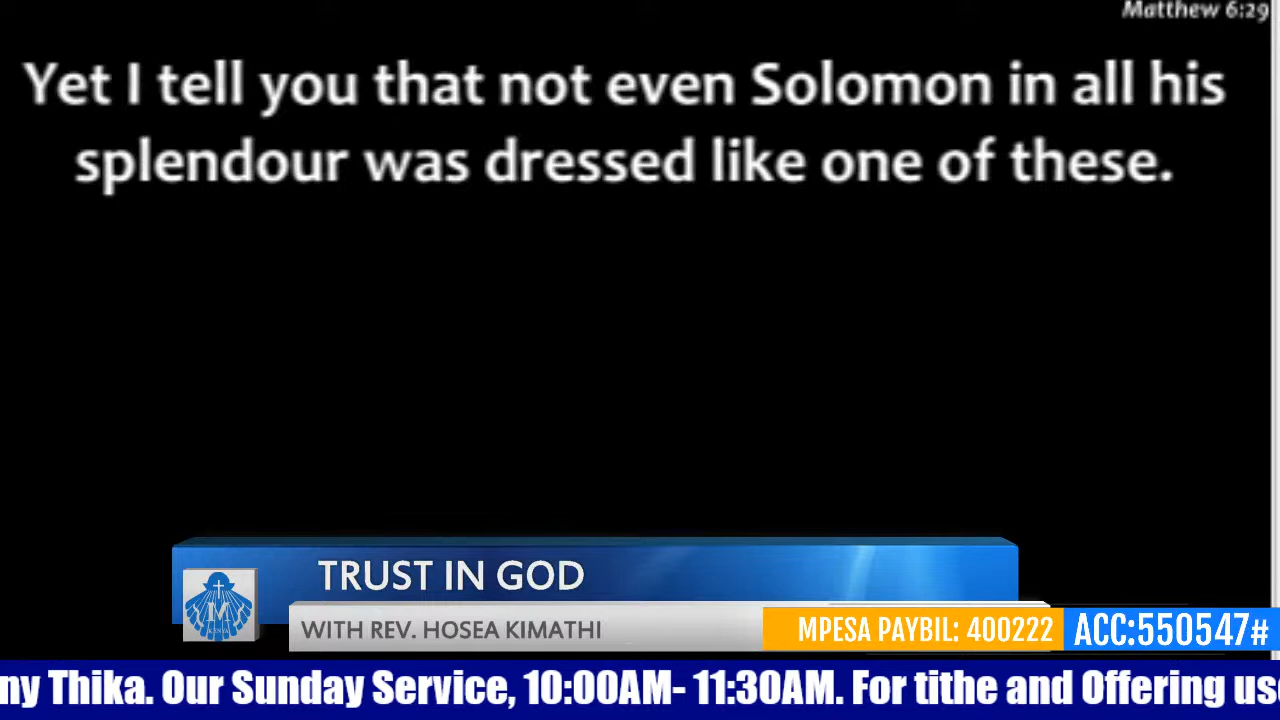 Matthew 6:29
Yet I tell you that not even Solomon in all his
splendour was dressed like one of these.
TRUST IN GOD
WITH REV. HOSEA KIMATHI
MPESA PAYBIL: 400222 ACC:550547#
ny Thika. Our Sunday Service, 10:00AM- 11:30AM. For tithe and Offering use